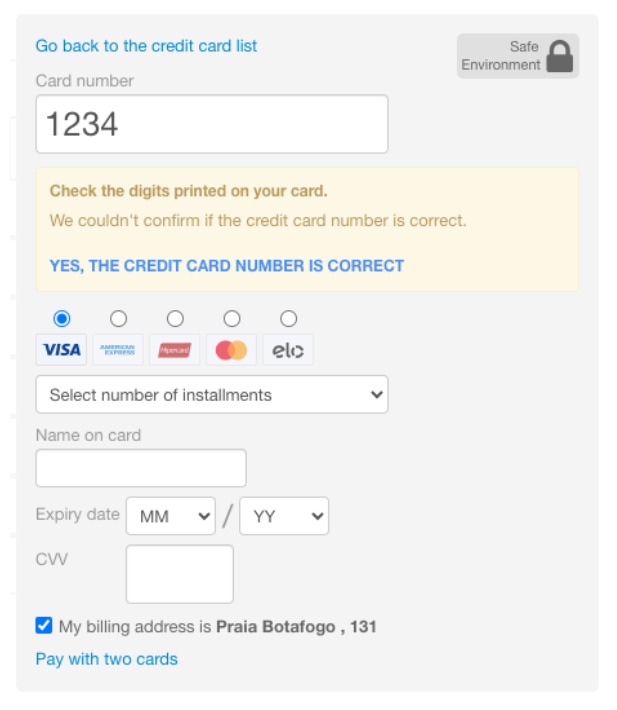 Go back to the credit card list
Safe
Environment
Card number
1234
Check the digits printed on your card.
We couldn't confirm if the credit card number is correct.
YES, THE CREDIT CARD NUMBER IS CORRECT
VISA AMERICAN EXPRESS Hipercard elo
Select number of installments
Name on card
Expiry date MM / YY
CVV
My billing address is Praia Botafogo , 131
Pay with two cards